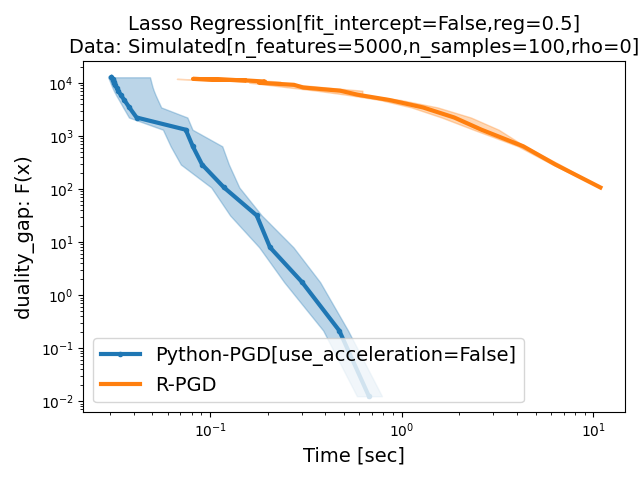 Lasso Regression[fit_intercept=False,reg=0.5]
Data: Simulated[n_features=5000,n_samples=100,rho=0]
duality_gap: F(x)
10⁴
10³
10²
10¹
10⁰
10⁻¹
10⁻²
Python-PGD[use_acceleration=False]
R-PGD
10⁻¹ 10⁰ 10¹
Time [sec]